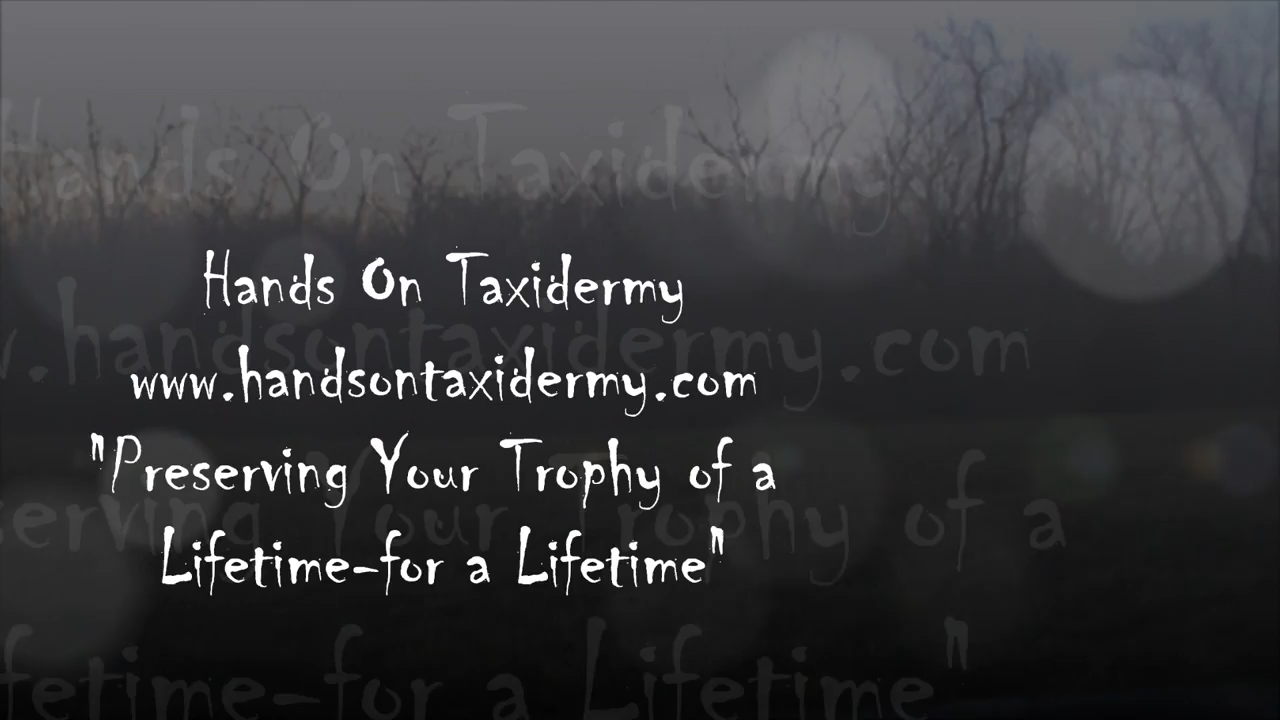 Hands On Taxidermy
www.handsontaxidermy.com
"Preserving Your Trophy of a
Lifetime-for a Lifetime"